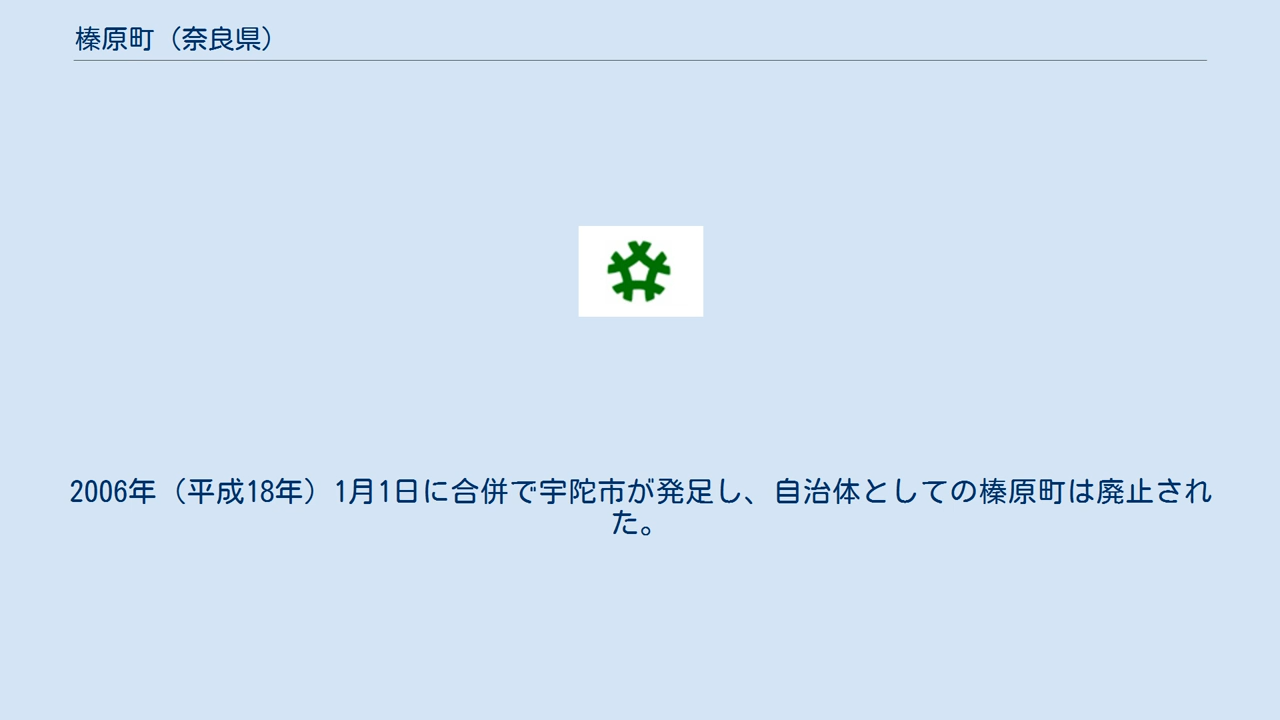 榛原町（奈良県）
2006年（平成18年）1月1日に合併で宇陀市が発足し、自治体としての榛原町は廃止され
た。